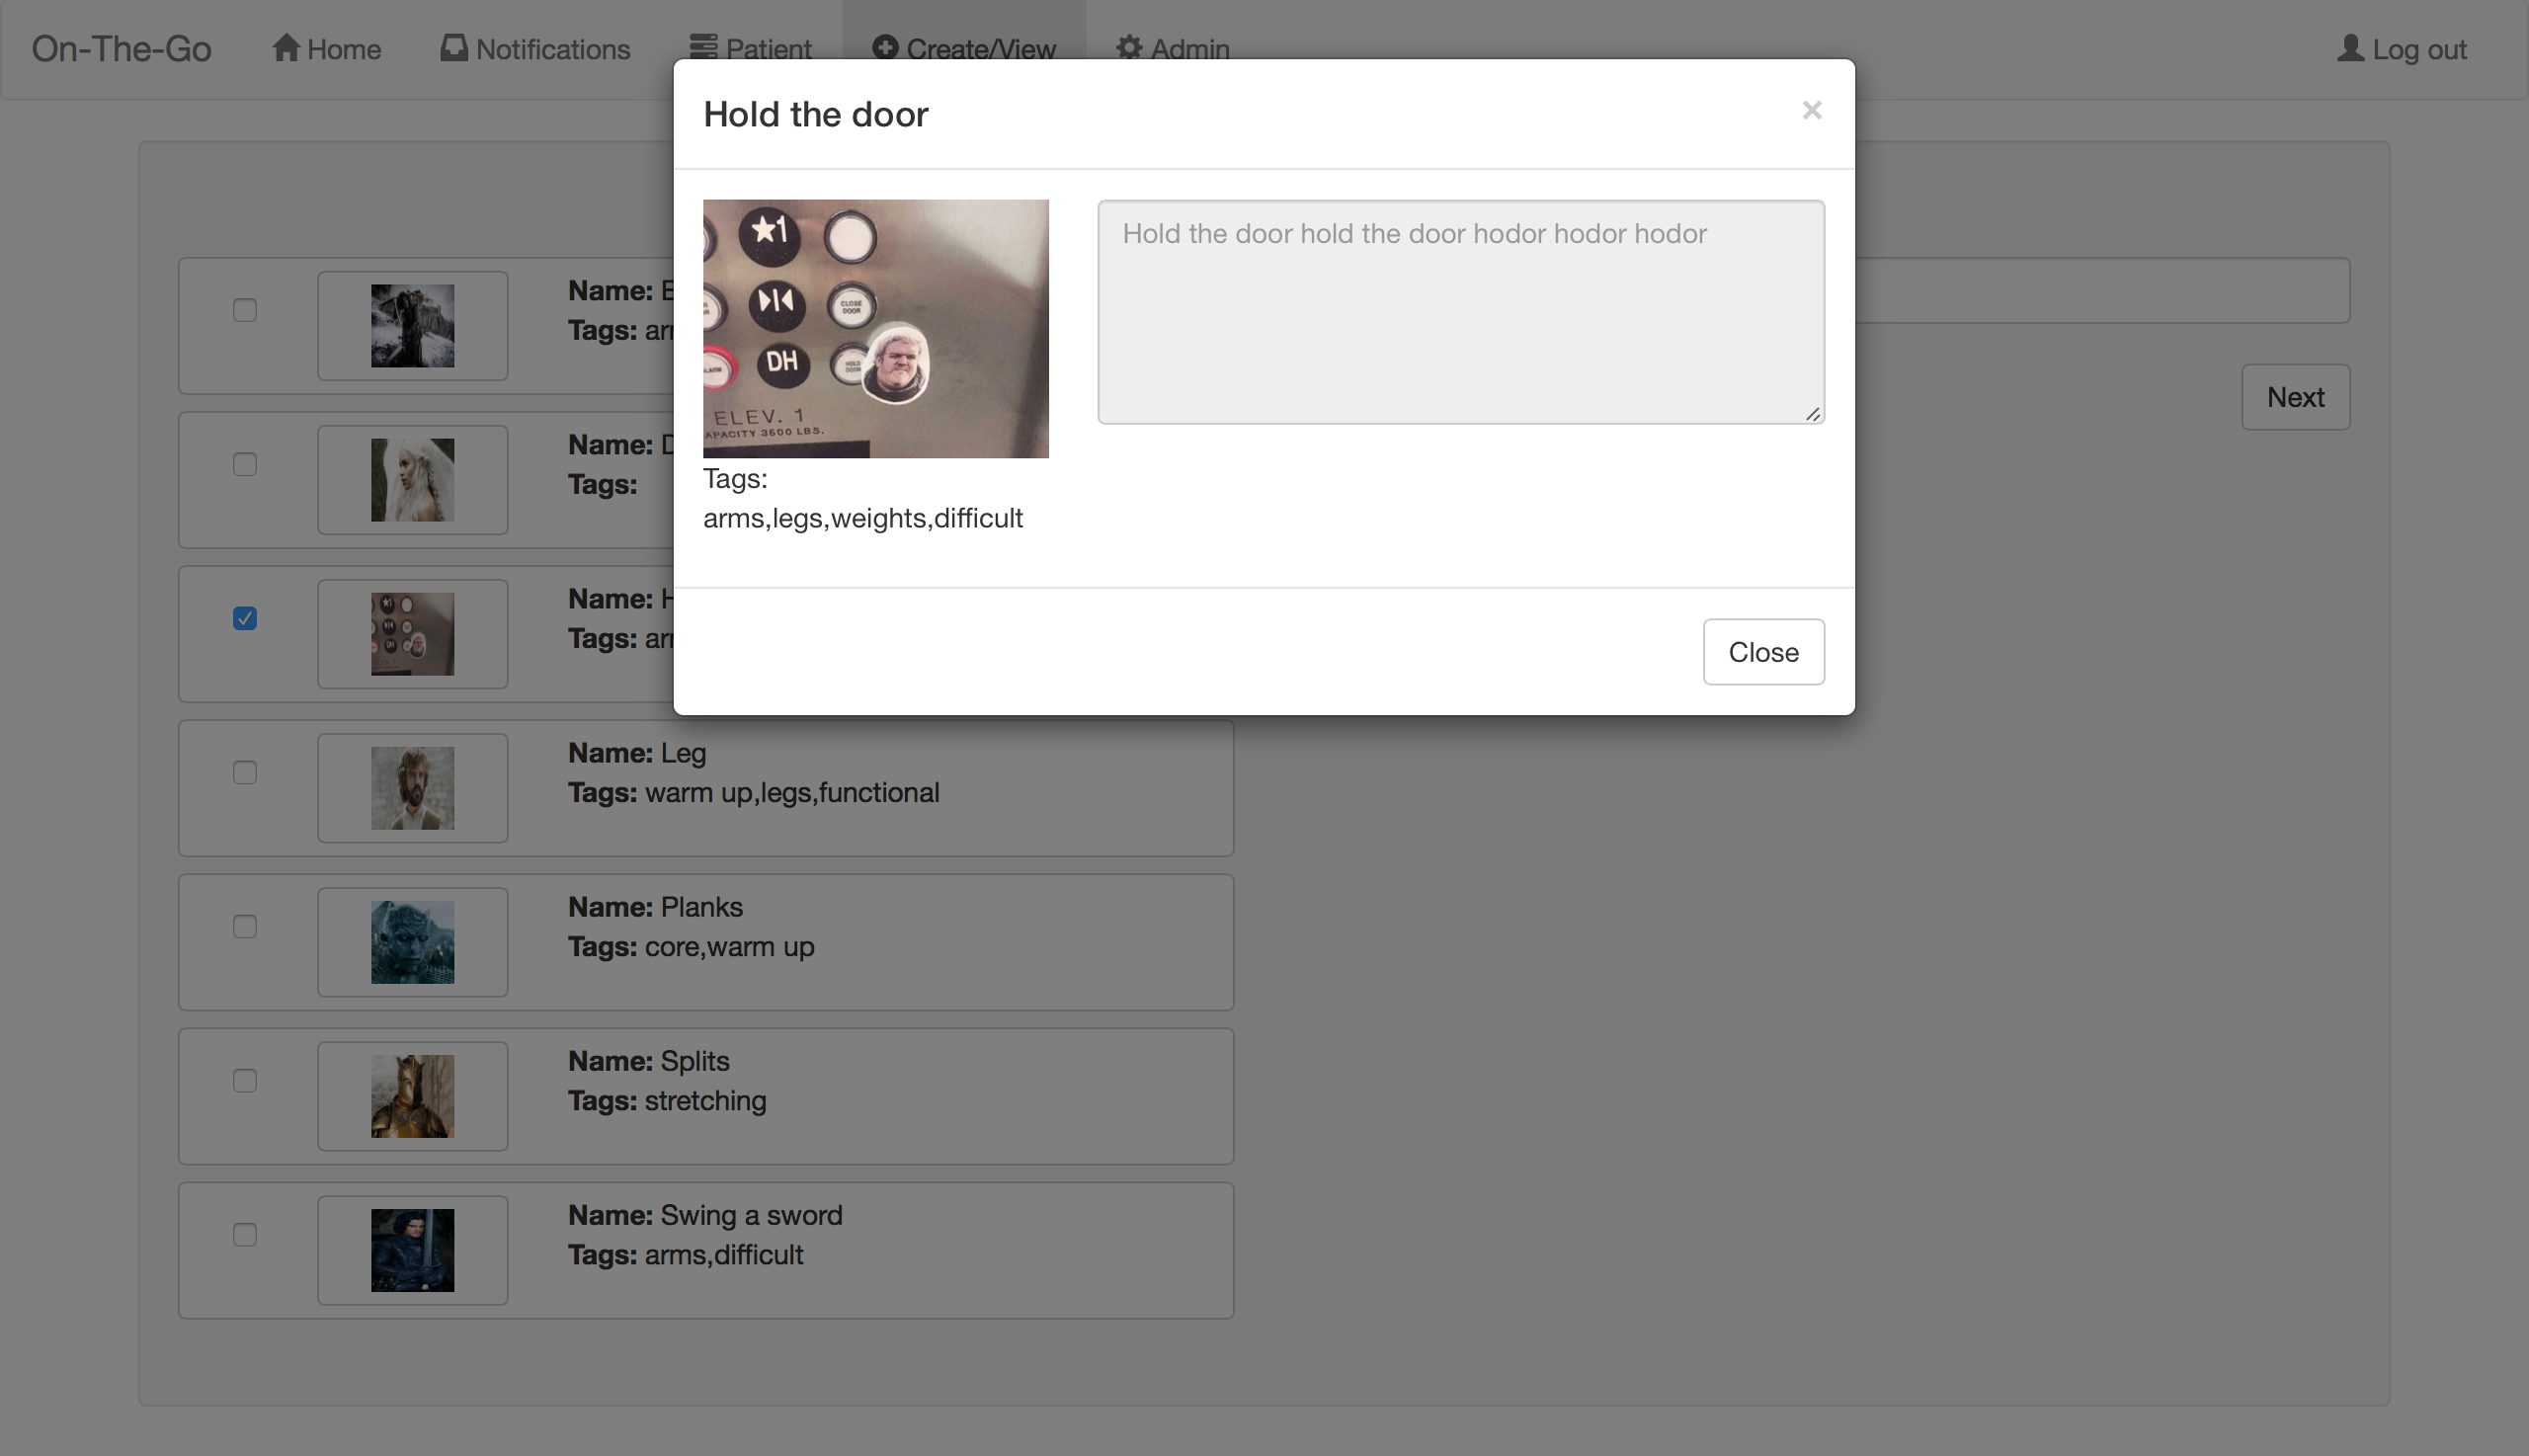 On-The-Go Home Notifications Patient Create/View Admin Log out
Hold the door
×
★1
CLOSE DOOR
DH
HOLD DOOR
ALARM
ELEV. 1
APACITY 3600 LBS.
Hold the door hold the door hodor hodor hodor
Tags:
arms,legs,weights,difficult
Close
Next
Name:
Tags:
Name:
Tags:
Name:
Tags:
Name: Leg
Tags: warm up,legs,functional
Name: Planks
Tags: core,warm up
Name: Splits
Tags: stretching
Name: Swing a sword
Tags: arms,difficult